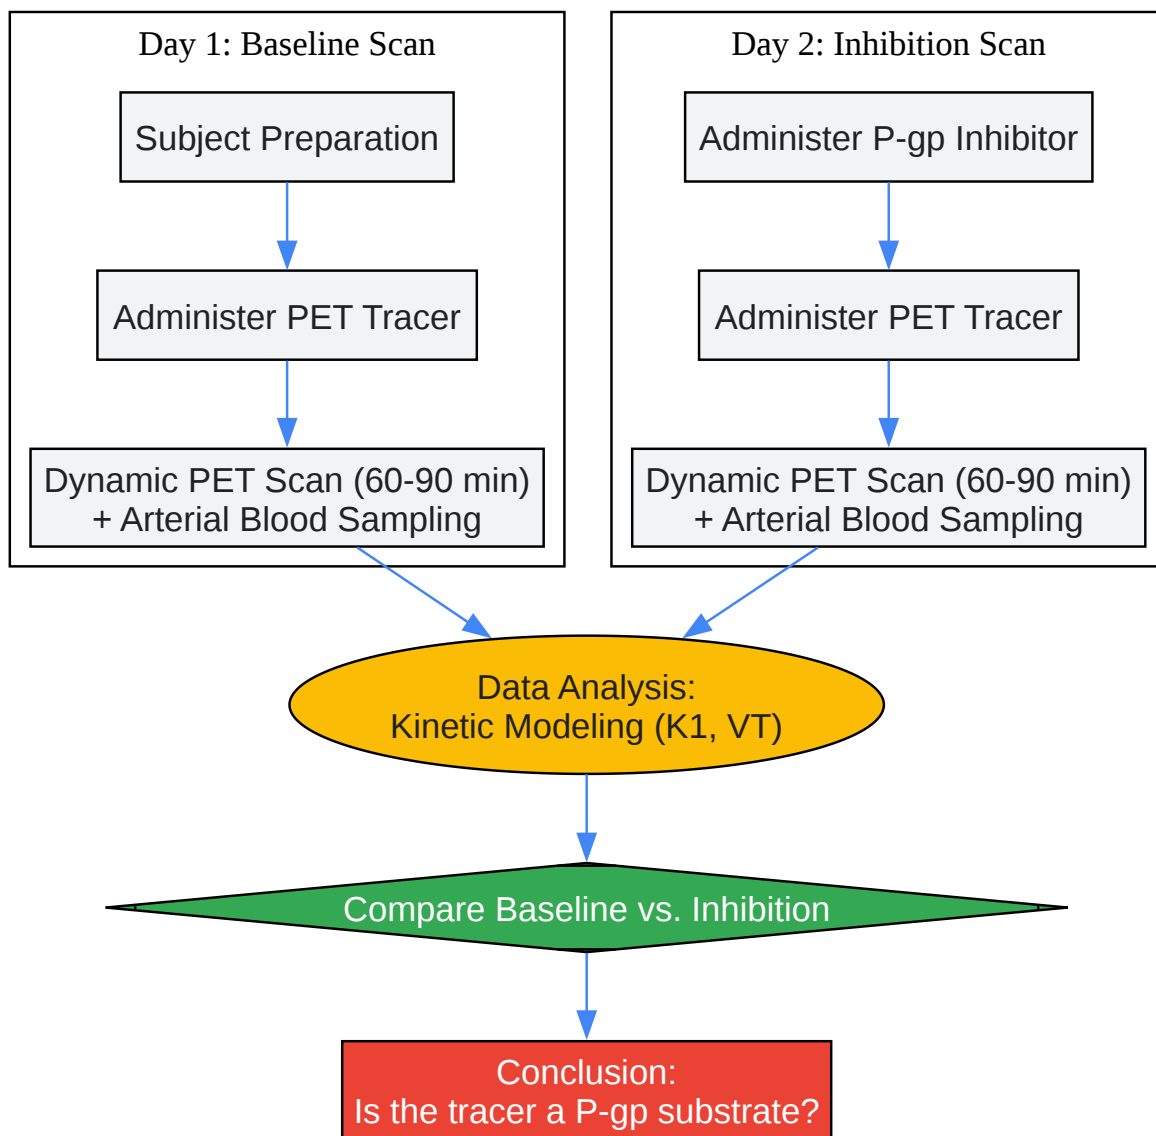 Day 1: Baseline Scan
Subject Preparation
Administer PET Tracer
Dynamic PET Scan (60-90 min)
+ Arterial Blood Sampling
Day 2: Inhibition Scan
Administer P-gp Inhibitor
Administer PET Tracer
Dynamic PET Scan (60-90 min)
+ Arterial Blood Sampling
Data Analysis:
Kinetic Modeling (K1, VT)
Compare Baseline vs. Inhibition
Conclusion:
Is the tracer a P-gp substrate?